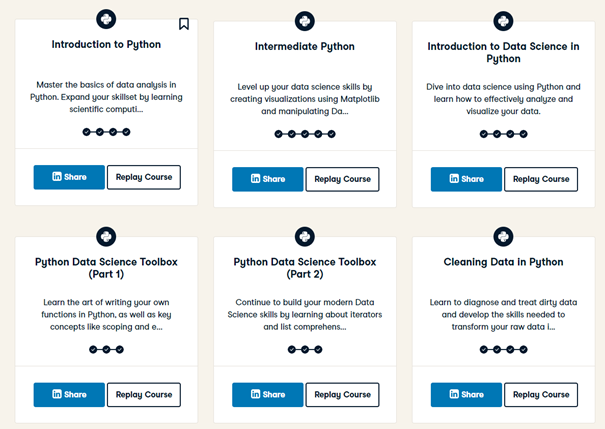 Introduction to Python
Master the basics of data analysis in
Python. Expand your skillset by learning
scientific computi...
in Share
Replay Course
Intermediate Python
Level up your data science skills by
creating visualizations using Matplotlib
and manipulating Da...
in Share
Replay Course
Introduction to Data Science in
Python
Dive into data science using Python and
learn how to effectively analyze and
visualize your data.
in Share
Replay Course
Python Data Science Toolbox
(Part 1)
Learn the art of writing your own
functions in Python, as well as key
concepts like scoping and e...
in Share
Replay Course
Python Data Science Toolbox
(Part 2)
Continue to build your modern Data
Science skills by learning about iterators
and list comprehens...
in Share
Replay Course
Cleaning Data in Python
Learn to diagnose and treat dirty data
and develop the skills needed to
transform your raw data i...
in Share
Replay Course